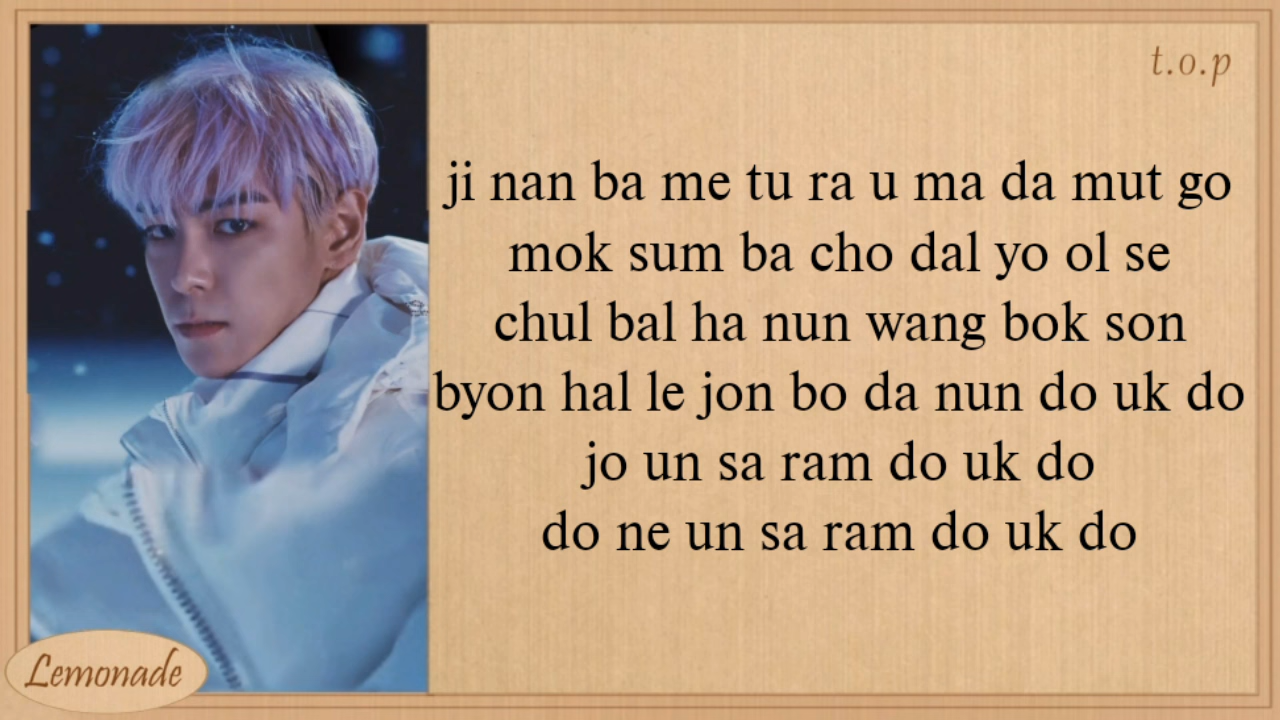 t.o.p
ji nan ba me tu ra u ma da mut go
mok sum ba cho dal yo ol se
chul bal ha nun wang bok son
byon hal le jon bo da nun do uk do
jo un sa ram do uk do
do ne un sa ram do uk do
Lemonade